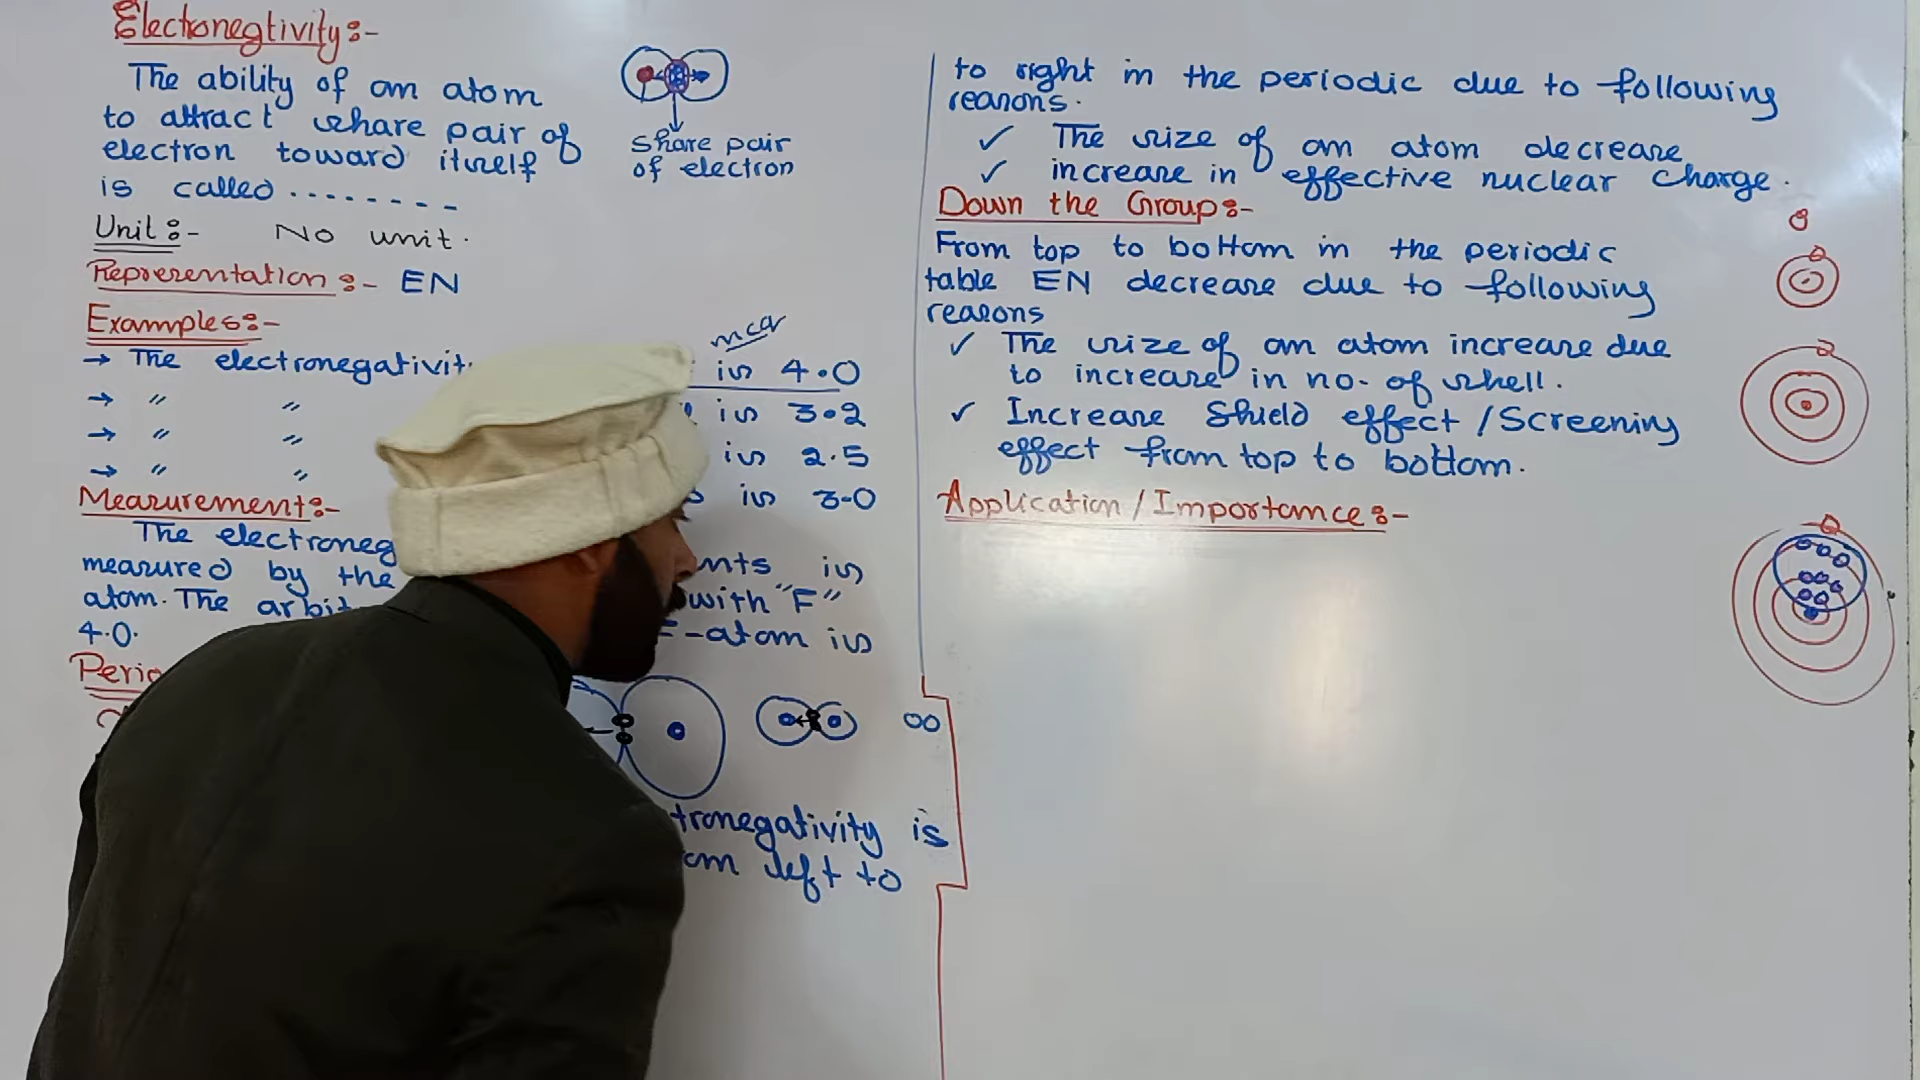 Electronegtivity:-
The ability of an atom
to attract share pair of
electron toward itself
is called --------
share pair
of electron
Unit:- No unit.
Representation:- EN
Examples:-
→ The electronegativit
is 4.0
→ " " is 3.2
→ " " is 2.5
→ " " is 3.0
Measurement:-
The electroneg nts is
measured by the with "F"
atom. The arbit F-atom is
4.0.
Perio
tronegativity is
om left to
to right in the periodic due to following
reasons.
✓ The size of an atom decrease
✓ increase in effective nuclear charge.
Down the Group:-
From top to bottom in the periodic
table EN decrease due to following
reasons
✓ The size of an atom increase due
to increase in no. of shell.
✓ Increase Shield effect / Screening
effect from top to bottom.
Application / Importance:-